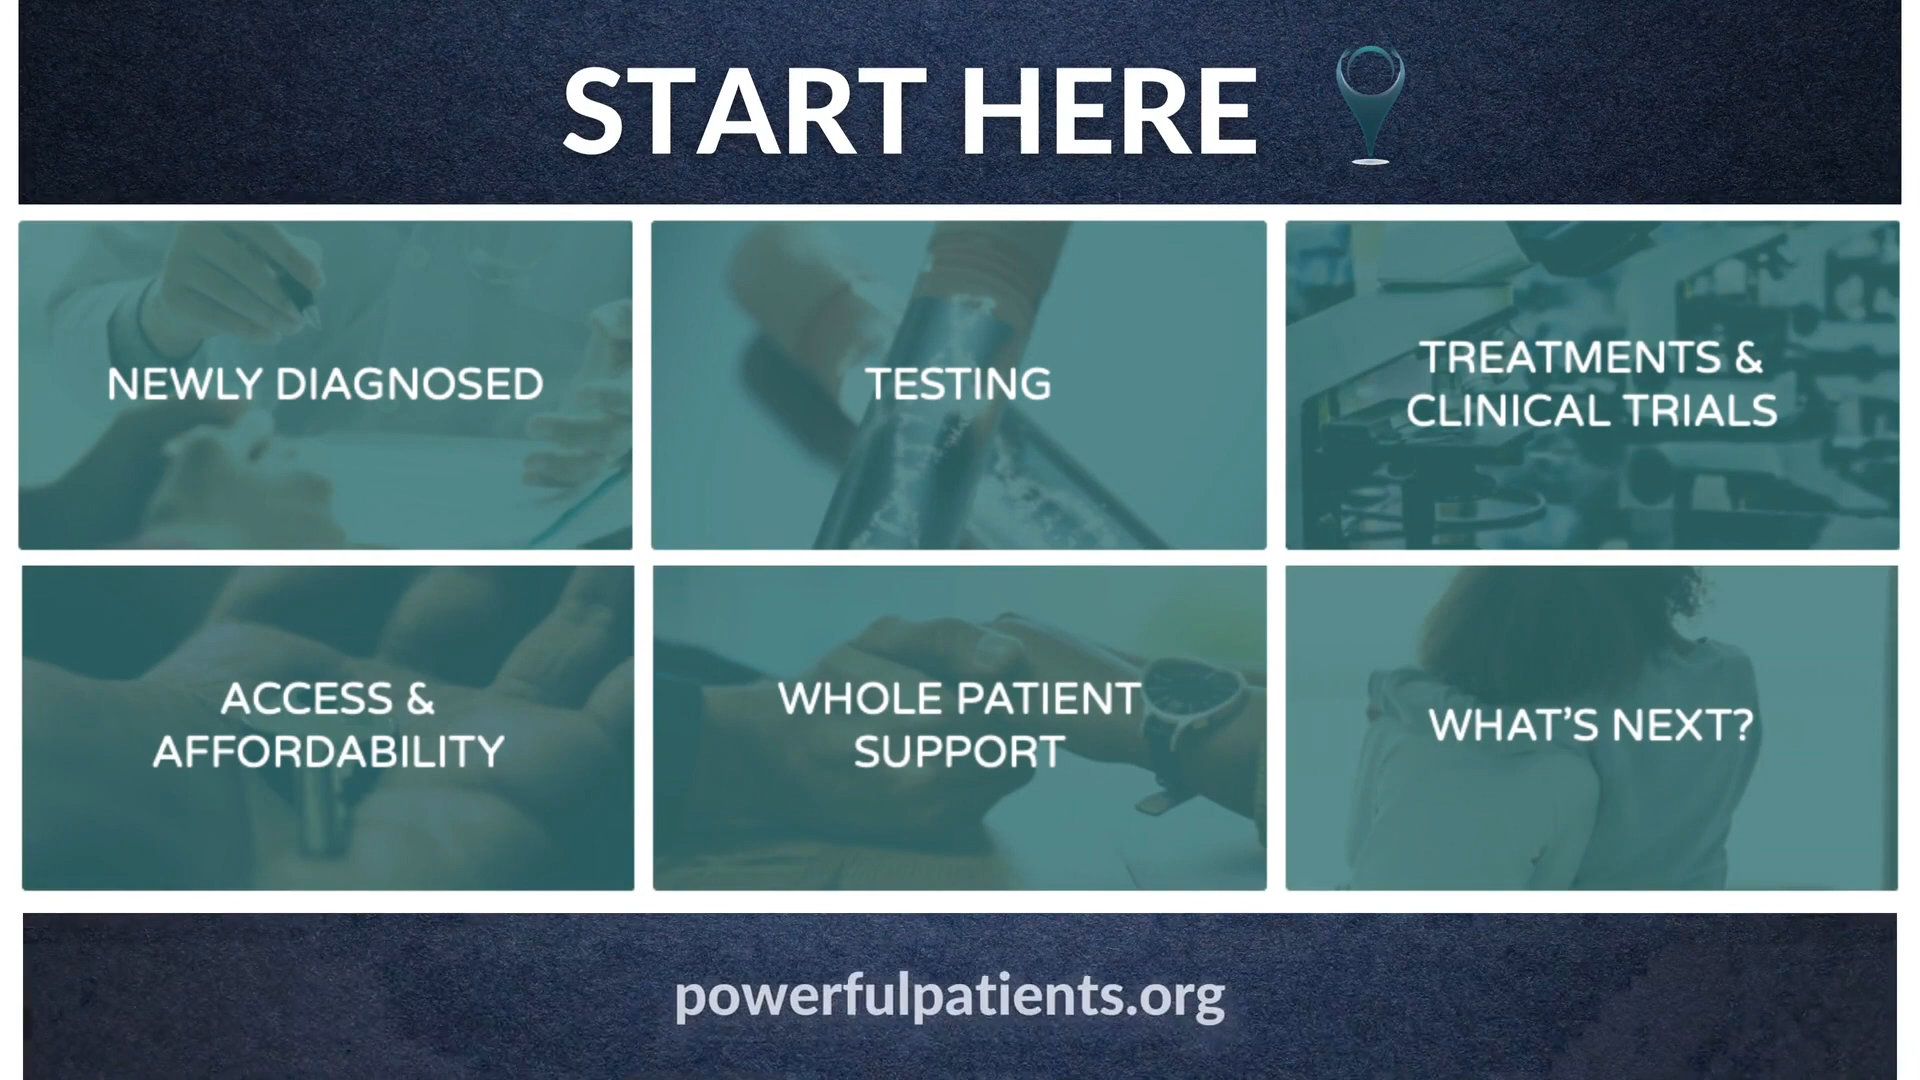 START HERE
NEWLY DIAGNOSED
TESTING
TREATMENTS &
CLINICAL TRIALS
ACCESS &
AFFORDABILITY
WHOLE PATIENT
SUPPORT
WHAT’S NEXT?
powerfulpatients.org